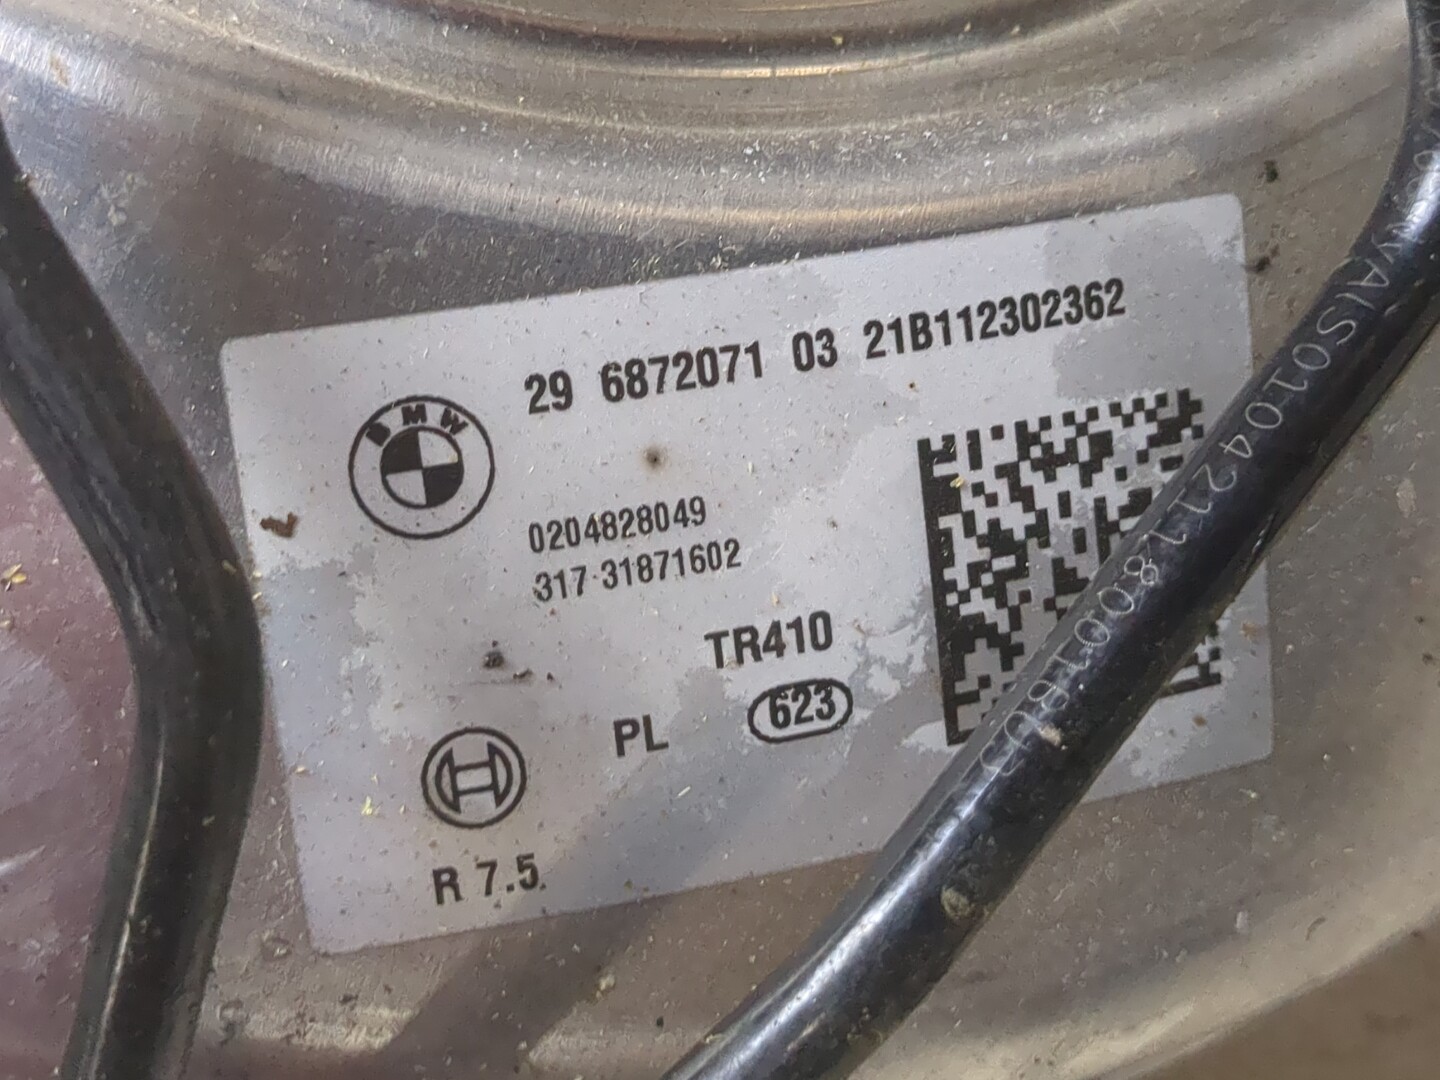 29 6872071 03 21B112302362
BMW
0204828049
317-31871602
TR410
PL 623
R 7.5.